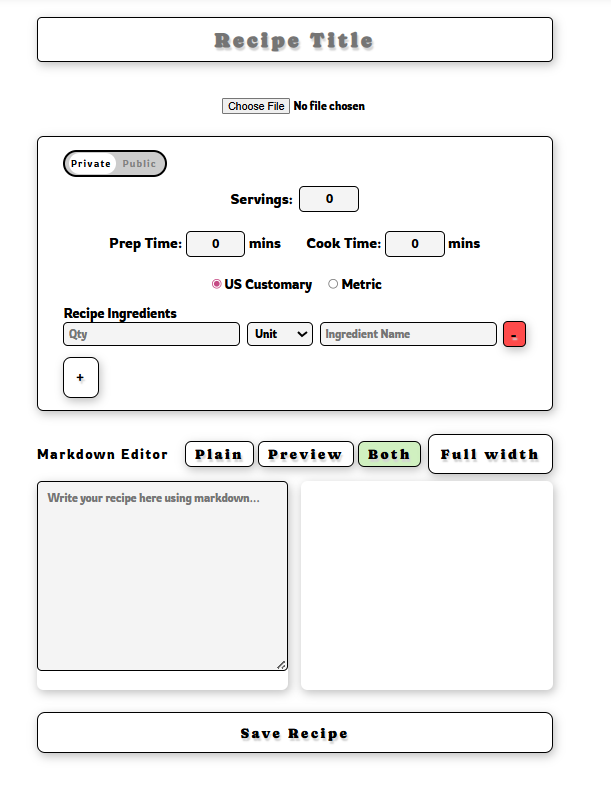 Recipe Title
Choose File No file chosen
Private Public
Servings: 0
Prep Time: 0 mins Cook Time: 0 mins
US Customary Metric
Recipe Ingredients
Qty Unit Ingredient Name -
+
Markdown Editor Plain Preview Both Full width
Write your recipe here using markdown...
Save Recipe